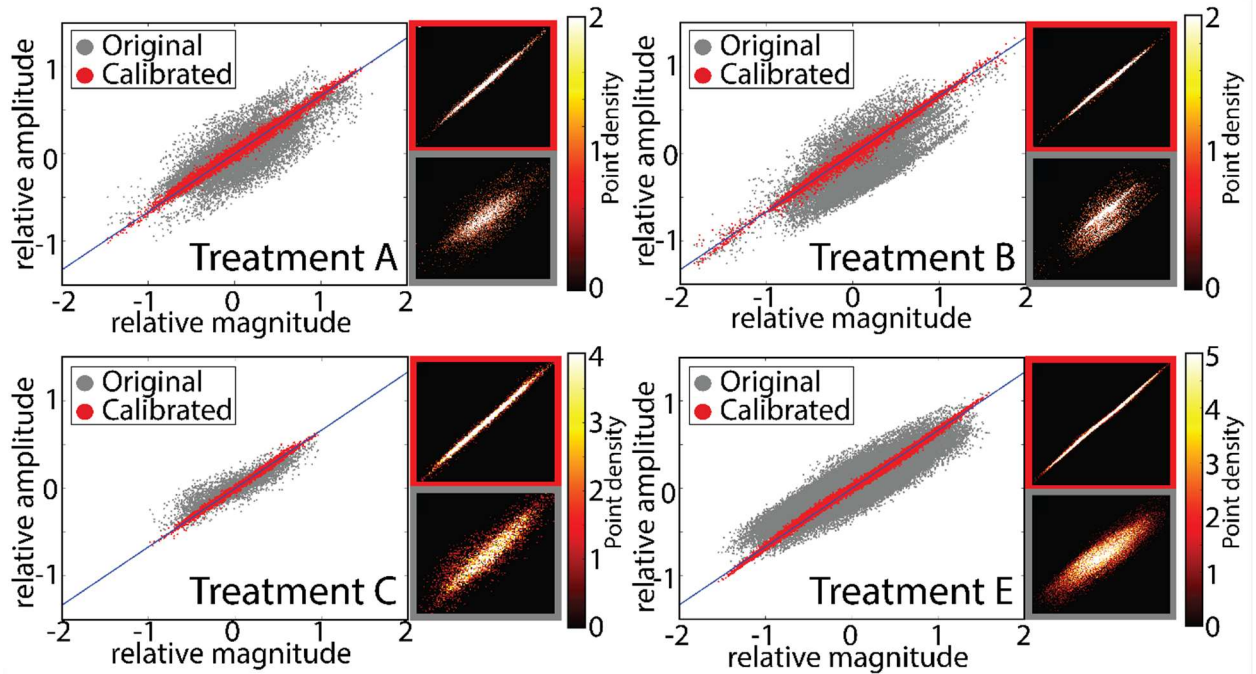 Original
Calibrated
relative amplitude
1
0
-1
Treatment A
-2
-1
0
1
2
relative magnitude
2
1
0
Point density
Original
Calibrated
relative amplitude
1
0
-1
Treatment B
-2
-1
0
1
2
relative magnitude
2
1
0
Point density
Original
Calibrated
relative amplitude
1
0
-1
Treatment C
-2
-1
0
1
2
relative magnitude
4
3
2
1
0
Point density
Original
Calibrated
relative amplitude
1
0
-1
Treatment E
-2
-1
0
1
2
relative magnitude
5
4
3
2
1
0
Point density